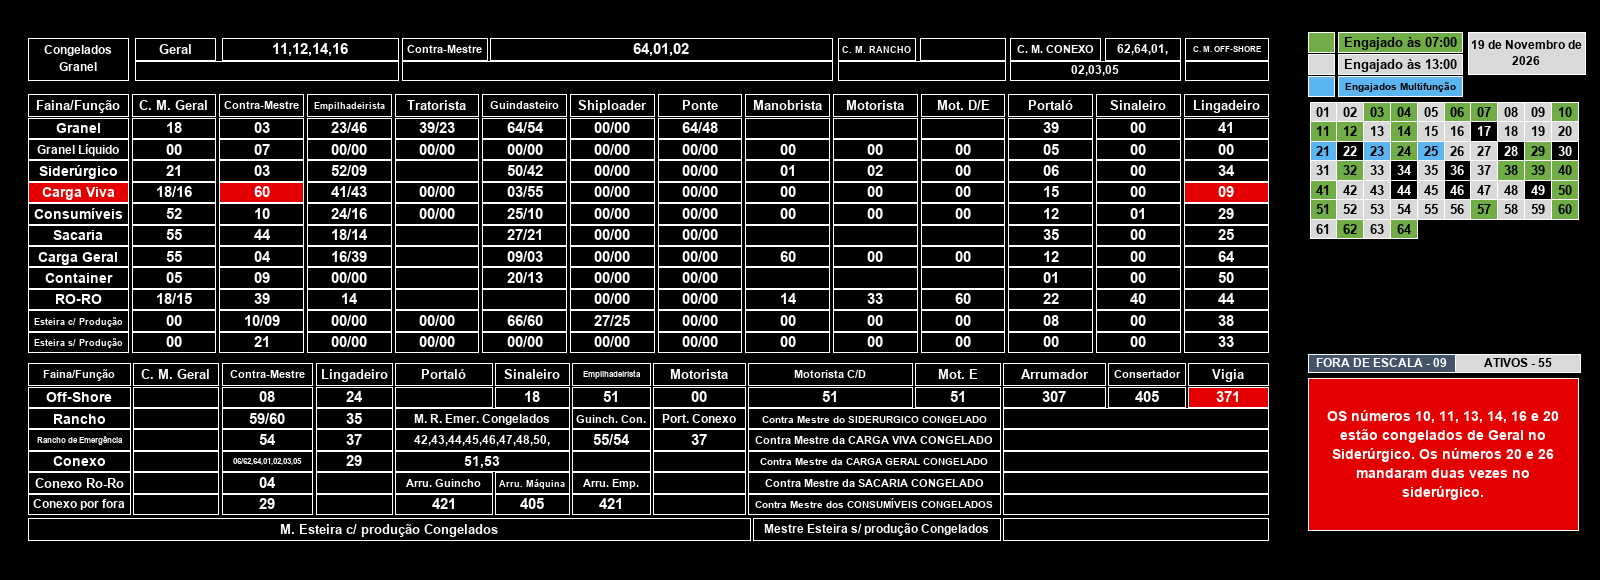 Congelados Granel | Geral | 11,12,14,16 | Contra-Mestre | 64,01,02 | C. M. RANCHO | C. M. CONEXO | 62,64,01, | C. M. OFF-SHORE
02,03,05
Faina/Função | C. M. Geral | Contra-Mestre | Empilhadeirista | Tratorista | Guindasteiro | Shiploader | Ponte | Manobrista | Motorista | Mot. D/E | Portaló | Sinaleiro | Lingadeiro
Granel | 18 | 03 | 23/46 | 39/23 | 64/54 | 00/00 | 64/48 | 39 | 00 | 41
Granel Líquido | 00 | 07 | 00/00 | 00/00 | 00/00 | 00/00 | 00/00 | 00 | 00 | 00 | 05 | 00 | 00
Siderúrgico | 21 | 03 | 52/09 | 50/42 | 00/00 | 00/00 | 01 | 02 | 00 | 06 | 00 | 34
Carga Viva | 18/16 | 60 | 41/43 | 00/00 | 03/55 | 00/00 | 00/00 | 00 | 00 | 00 | 15 | 00 | 09
Consumíveis | 52 | 10 | 24/16 | 00/00 | 25/10 | 00/00 | 00/00 | 00 | 00 | 00 | 12 | 01 | 29
Sacaria | 55 | 44 | 18/14 | 27/21 | 00/00 | 00/00 | 35 | 00 | 25
Carga Geral | 55 | 04 | 16/39 | 09/03 | 00/00 | 00/00 | 60 | 00 | 00 | 12 | 00 | 64
Container | 05 | 09 | 00/00 | 20/13 | 00/00 | 00/00 | 01 | 00 | 50
RO-RO | 18/15 | 39 | 14 | 00/00 | 00/00 | 14 | 33 | 60 | 22 | 40 | 44
Esteira c/ Produção | 00 | 10/09 | 00/00 | 00/00 | 66/60 | 27/25 | 00/00 | 00 | 00 | 00 | 08 | 00 | 38
Esteira s/ Produção | 00 | 21 | 00/00 | 00/00 | 00/00 | 00/00 | 00/00 | 00 | 00 | 00 | 00 | 00 | 33
Faina/Função | C. M. Geral | Contra-Mestre | Lingadeiro | Portaló | Sinaleiro | Empilhadeirista | Motorista | Motorista C/D | Mot. E | Arrumador | Consertador | Vigia
Off-Shore | 08 | 24 | 18 | 51 | 00 | 51 | 51 | 307 | 405 | 371
Rancho | 59/60 | 35 | M. R. Emer. Congelados | Guinch. Con. | Port. Conexo | Contra Mestre do SIDERURGICO CONGELADO
Rancho de Emergência | 54 | 37 | 42,43,44,45,46,47,48,50, | 55/54 | 37 | Contra Mestre da CARGA VIVA CONGELADO
Conexo | 06/62,64,01,02,03,05 | 29 | 51,53 | Contra Mestre da CARGA GERAL CONGELADO
Conexo Ro-Ro | 04 | Arru. Guincho | Arru. Máquina | Arru. Emp. | Contra Mestre da SACARIA CONGELADO
Conexo por fora | 29 | 421 | 405 | 421 | Contra Mestre dos CONSUMÍVEIS CONGELADOS
M. Esteira c/ produção Congelados | Mestre Esteira s/ produção Congelados
Engajado às 07:00
Engajado às 13:00
Engajados Multifunção
19 de Novembro de
2026
01 02 03 04 05 06 07 08 09 10
11 12 13 14 15 16 17 18 19 20
21 22 23 24 25 26 27 28 29 30
31 32 33 34 35 36 37 38 39 40
41 42 43 44 45 46 47 48 49 50
51 52 53 54 55 56 57 58 59 60
61 62 63 64
FORA DE ESCALA - 09 | ATIVOS - 55
OS números 10, 11, 13, 14, 16 e 20
estão congelados de Geral no
Siderúrgico. Os números 20 e 26
mandaram duas vezes no
siderúrgico.